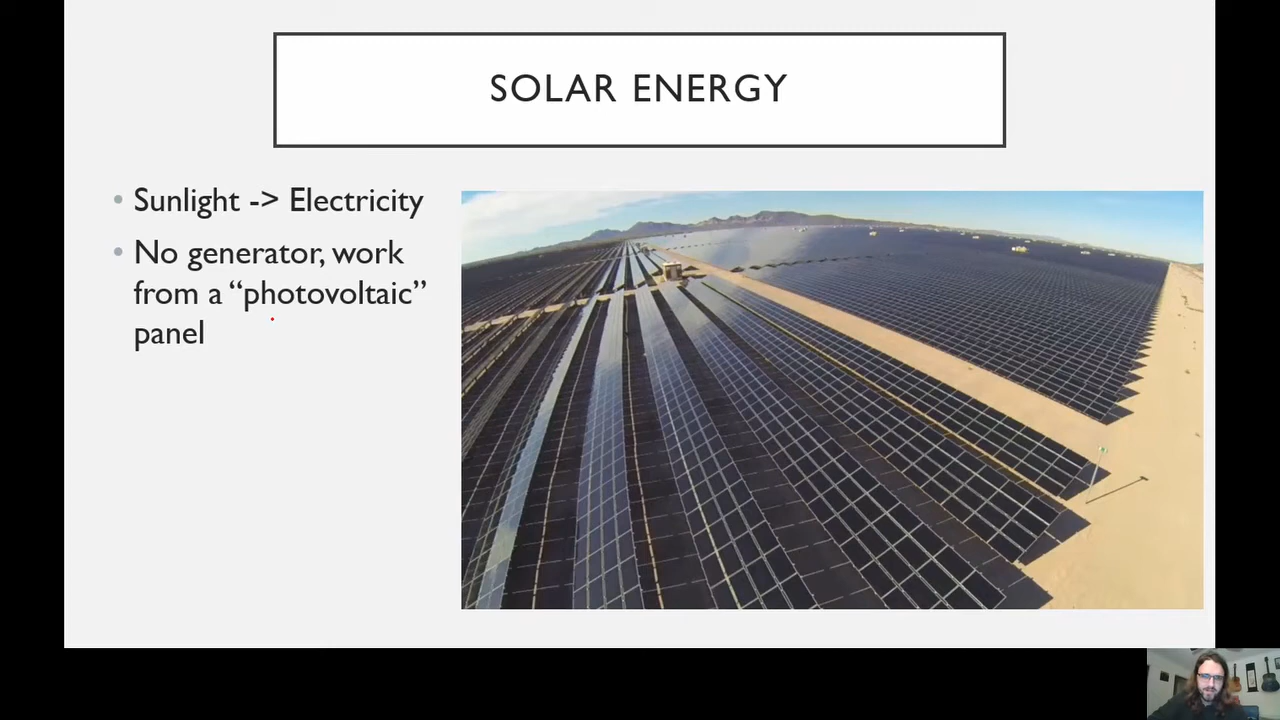 SOLAR ENERGY
• Sunlight -> Electricity
• No generator, work
from a “photovoltaic”
panel